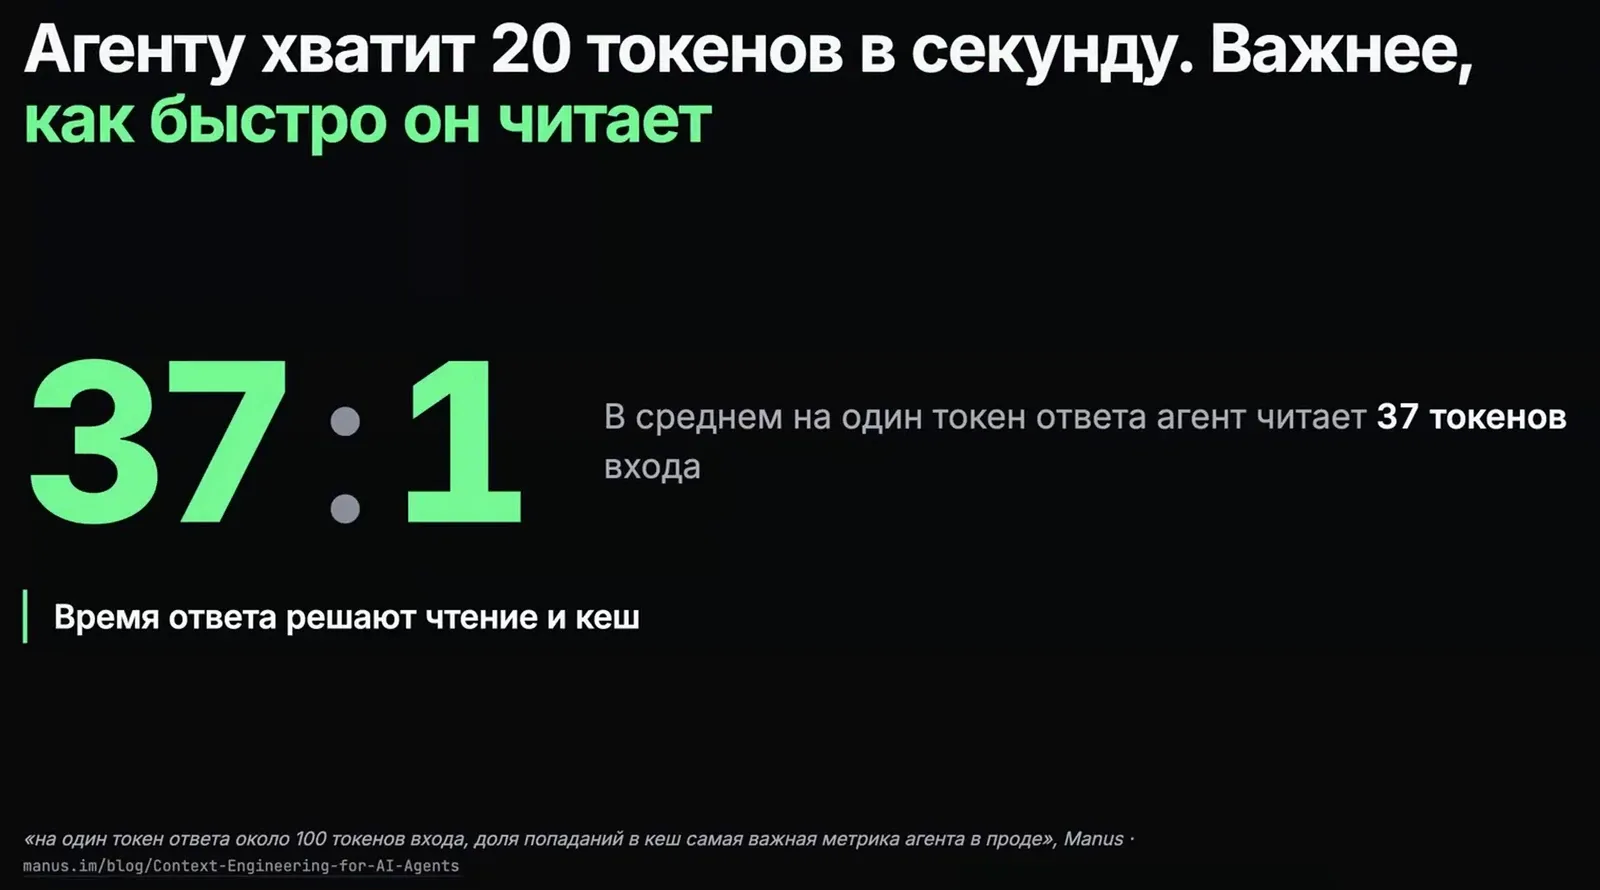 Агенту хватит 20 токенов в секунду. Важнее,
как быстро он читает
37:1
В среднем на один токен ответа агент читает 37 токенов
входа
Время ответа решают чтение и кеш
«на один токен ответа около 100 токенов входа, доля попаданий в кеш самая важная метрика агента в проде», Manus ·
manus.im/blog/Context-Engineering-for-AI-Agents